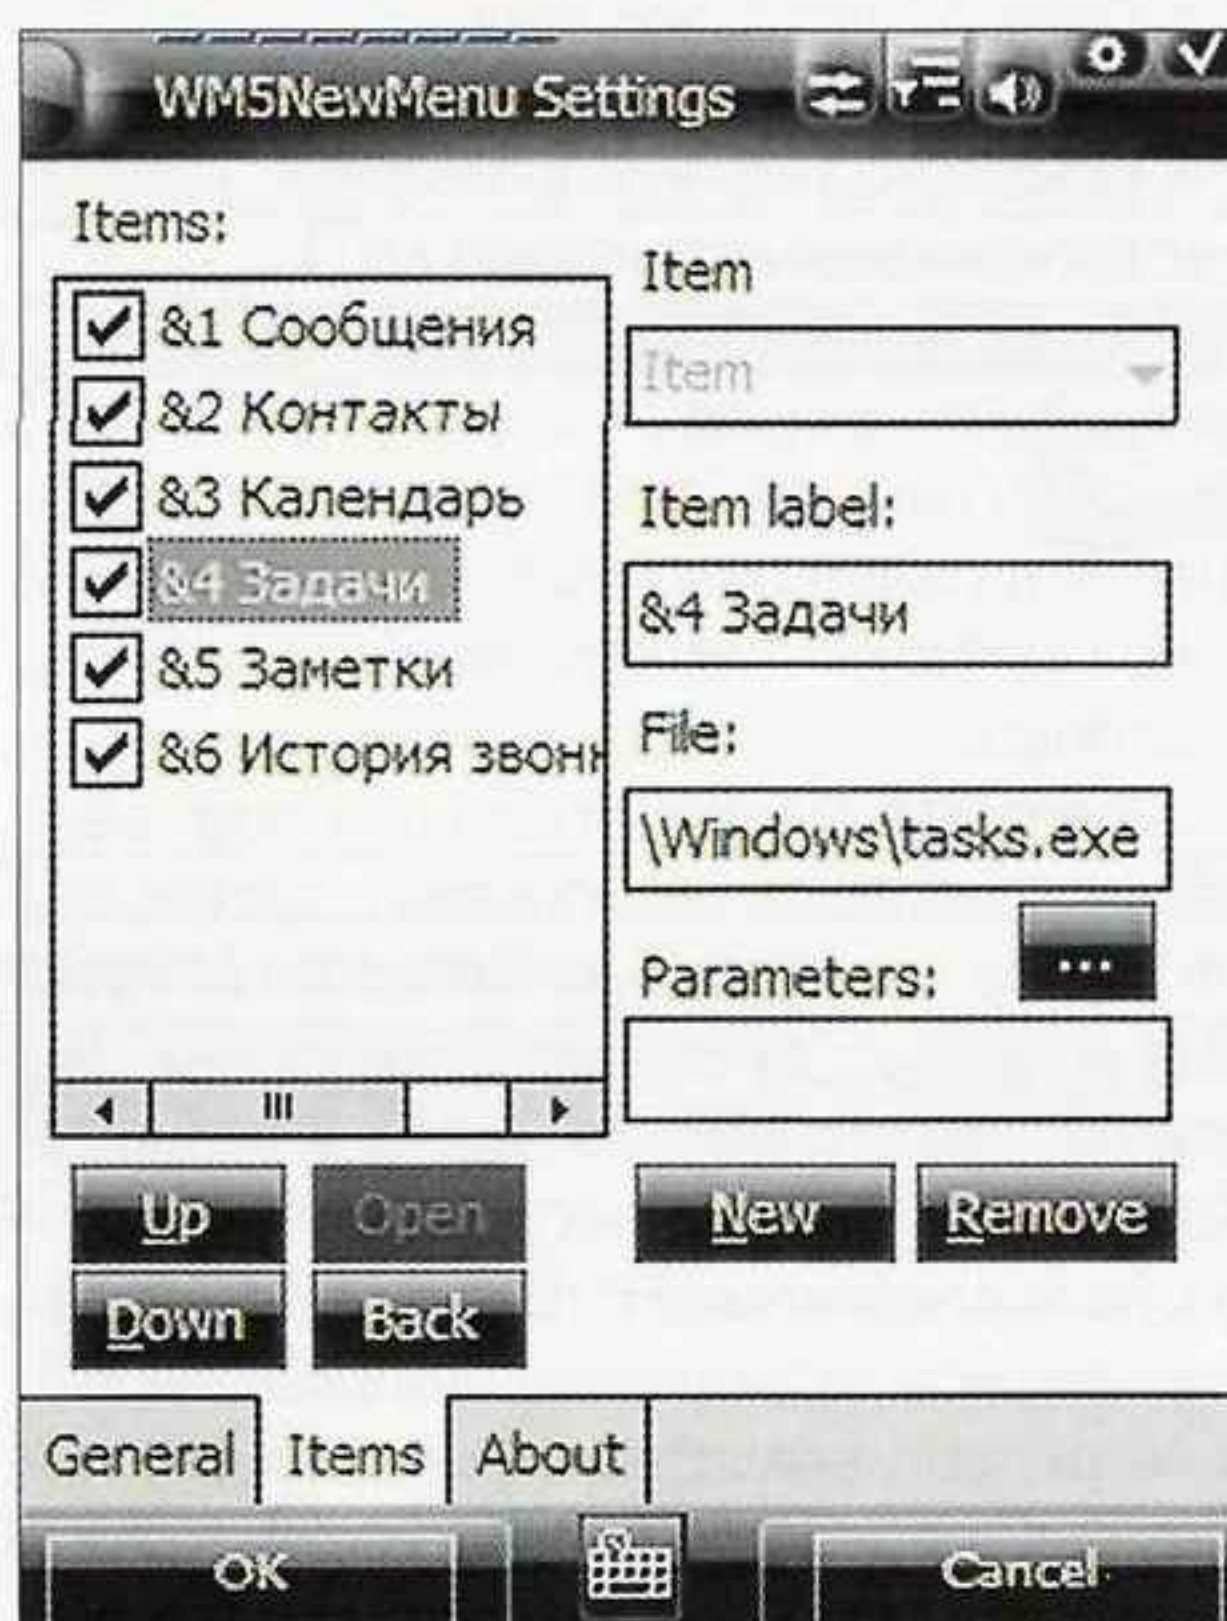 WM5NewMenu Settings
Items:
&1 Сообщения
&2 Контакты
&3 Календарь
&4 Задачи
&5 Заметки
&6 История звонк
Item
Item
Item label:
&4 Задачи
File:
\Windows\tasks.exe
...
Parameters:
Up
Open
New
Remove
Down
Back
General
Items
About
OK
Cancel